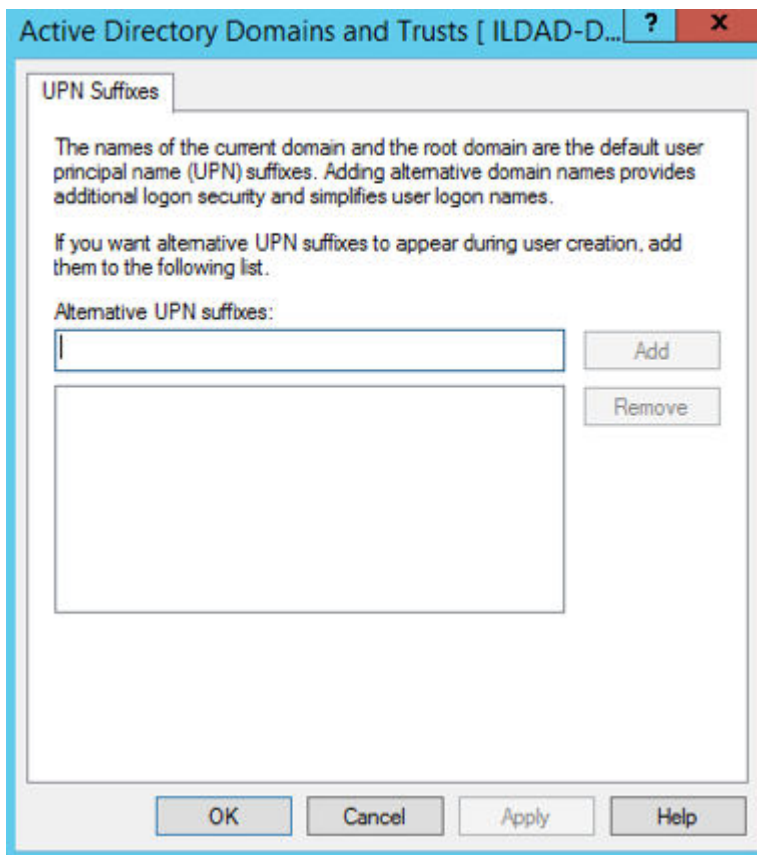 Active Directory Domains and Trusts [ ILDAD-D... ? x
UPN Suffixes
The names of the current domain and the root domain are the default user
principal name (UPN) suffixes. Adding alternative domain names provides
additional logon security and simplifies user logon names.
If you want alternative UPN suffixes to appear during user creation, add
them to the following list.
Alternative UPN suffixes:
Add
Remove
OK Cancel Apply Help